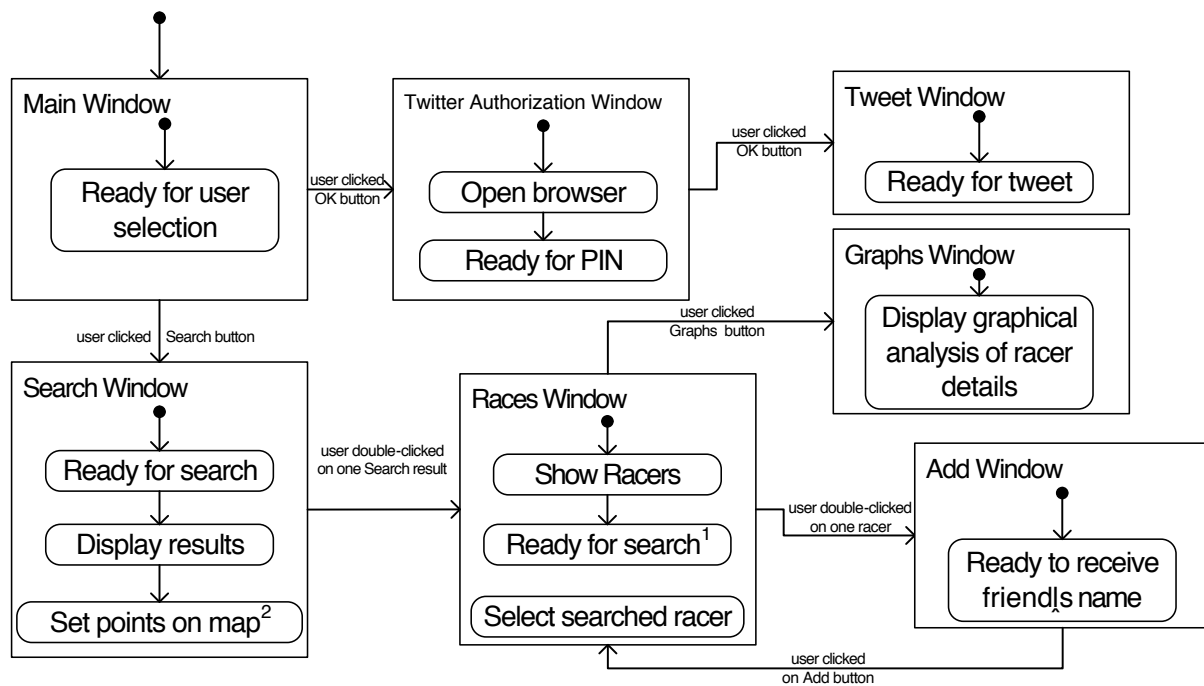 Main Window
Ready for user
selection
user clicked
OK button
Twitter Authorization Window
Open browser
Ready for PIN
user clicked
OK button
Tweet Window
Ready for tweet
Graphs Window
Display graphical
analysis of racer
details
user clicked
Graphs button
user clicked Search button
Search Window
Ready for search
Display results
Set points on map²
user double-clicked
on one Search result
Races Window
Show Racers
Ready for search¹
Select searched racer
user double-clicked
on one racer
Add Window
Ready to receive
friend|s name
user clicked
on Add button